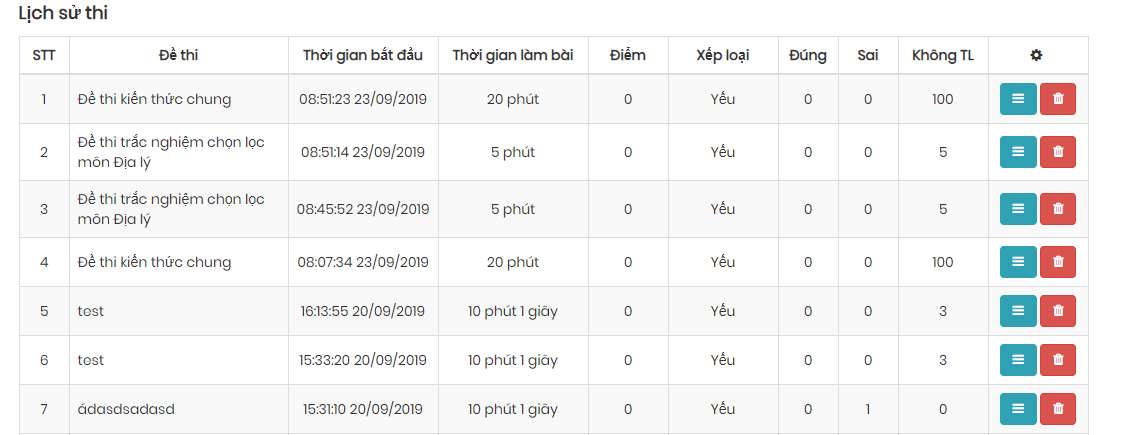 Lịch sử thi
STT Đề thi Thời gian bắt đầu Thời gian làm bài Điểm Xếp loại Đúng Sai Không TL
1 Đề thi kiến thức chung 08:51:23 23/09/2019 20 phút 0 Yếu 0 0 100
2 Đề thi trắc nghiệm chọn lọc môn Địa lý 08:51:14 23/09/2019 5 phút 0 Yếu 0 0 5
3 Đề thi trắc nghiệm chọn lọc môn Địa lý 08:45:52 23/09/2019 5 phút 0 Yếu 0 0 5
4 Đề thi kiến thức chung 08:07:34 23/09/2019 20 phút 0 Yếu 0 0 100
5 test 16:13:55 20/09/2019 10 phút 1 giây 0 Yếu 0 0 3
6 test 15:33:20 20/09/2019 10 phút 1 giây 0 Yếu 0 0 3
7 ádasdsadasd 15:31:10 20/09/2019 10 phút 1 giây 0 Yếu 0 1 0